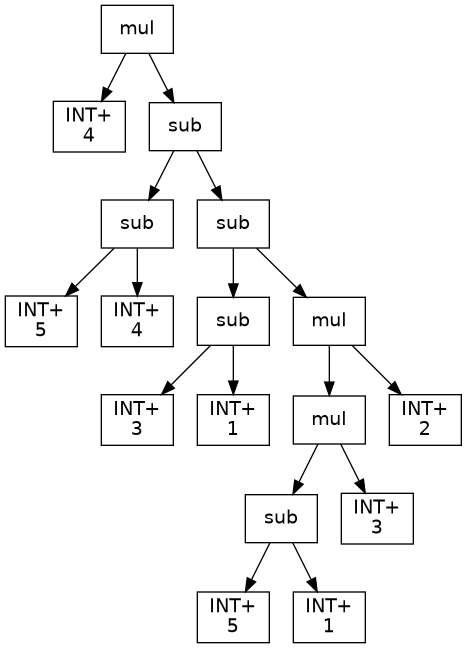 mul
INT+
4
sub
sub
sub
INT+
5
INT+
4
sub
mul
INT+
3
INT+
1
mul
INT+
2
sub
INT+
3
INT+
5
INT+
1